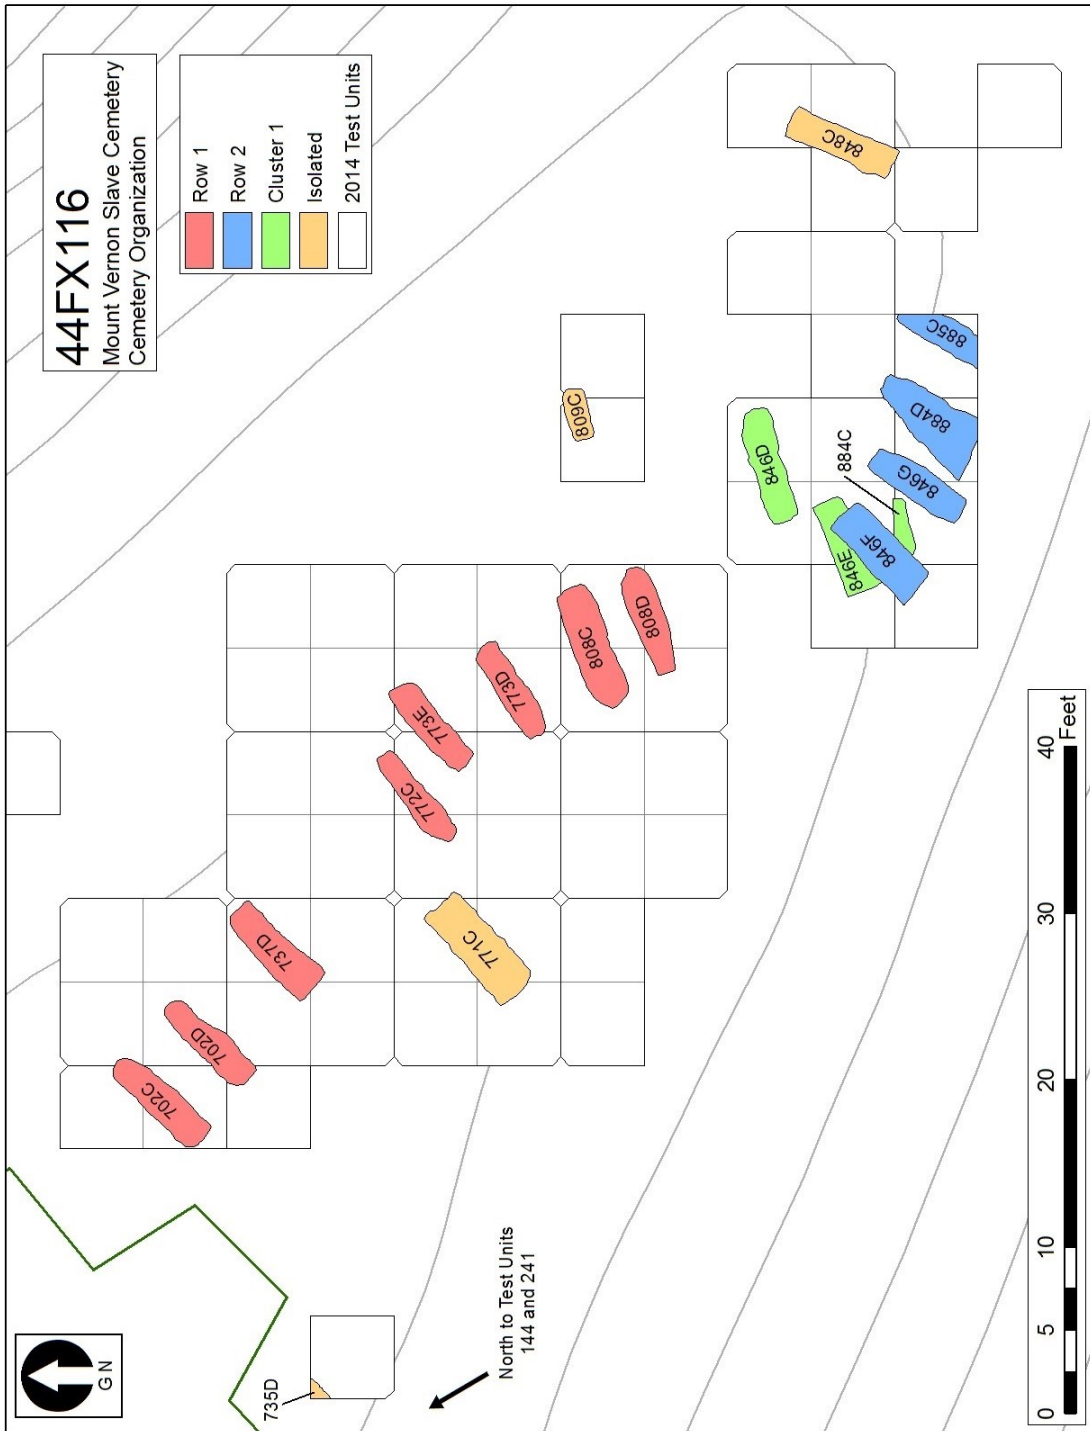 44FX116
Mount Vernon Slave Cemetery
Cemetery Organization
Row 1
Row 2
Cluster 1
Isolated
2014 Test Units
GN
735D
North to Test Units
144 and 241
702C
702D
737D
771C
772C
773E
773D
808C
808D
809C
846D
846E
846F
884C
846G
884D
885C
848C
0 5 10 20 30 40
Feet